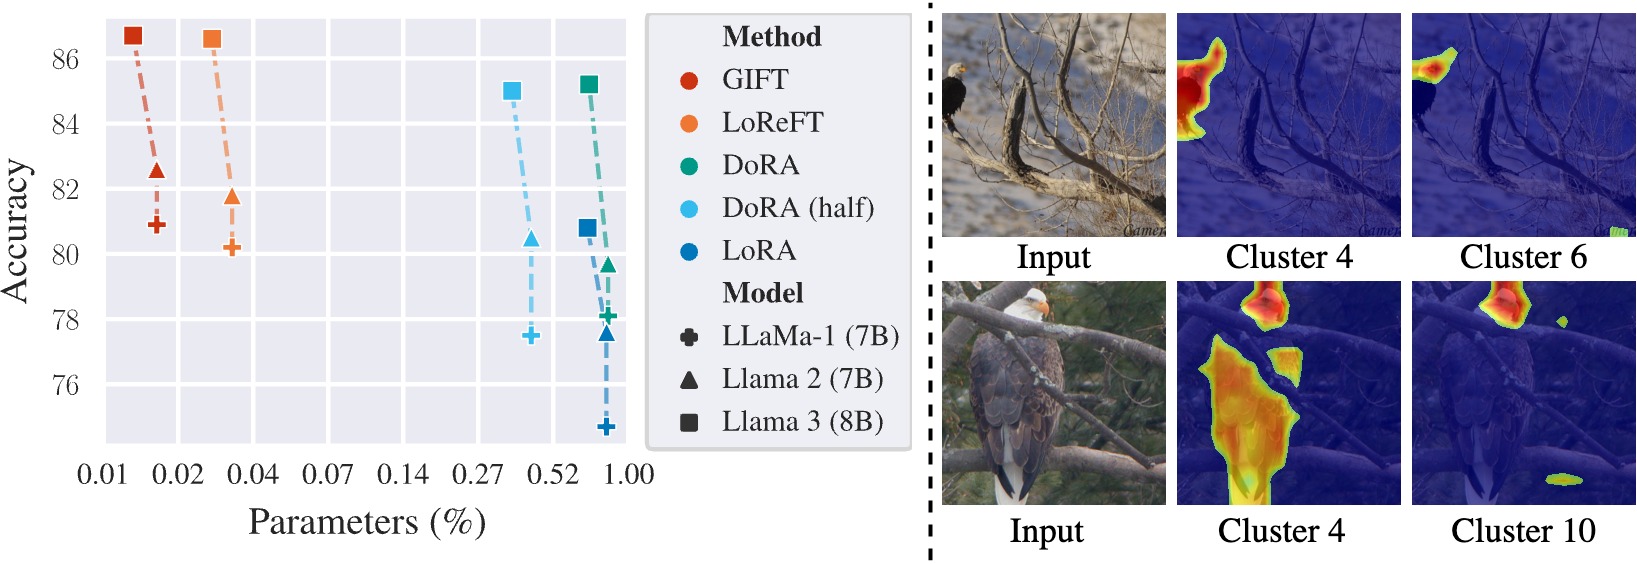 Accuracy
86
84
82
80
78
76
0.01 0.02 0.04 0.07 0.14 0.27 0.52 1.00
Parameters (%)
Method
GIFT
LoReFT
DoRA
DoRA (half)
LoRA
Model
LLaMa-1 (7B)
Llama 2 (7B)
Llama 3 (8B)
Input Cluster 4 Cluster 6
Input Cluster 4 Cluster 10